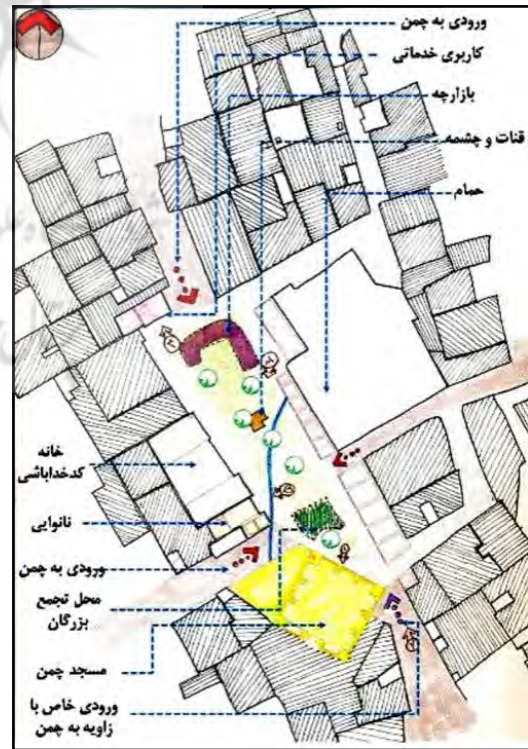 ورودی به چمن
کاربری خدماتی
بازارچه
قنات و چشمه
حمام
خانه
کدخداباشی
نانوایی
ورودی به چمن
محل تجمع
بزرگان
مسجد چمن
ورودی خاص با
زاویه به چمن